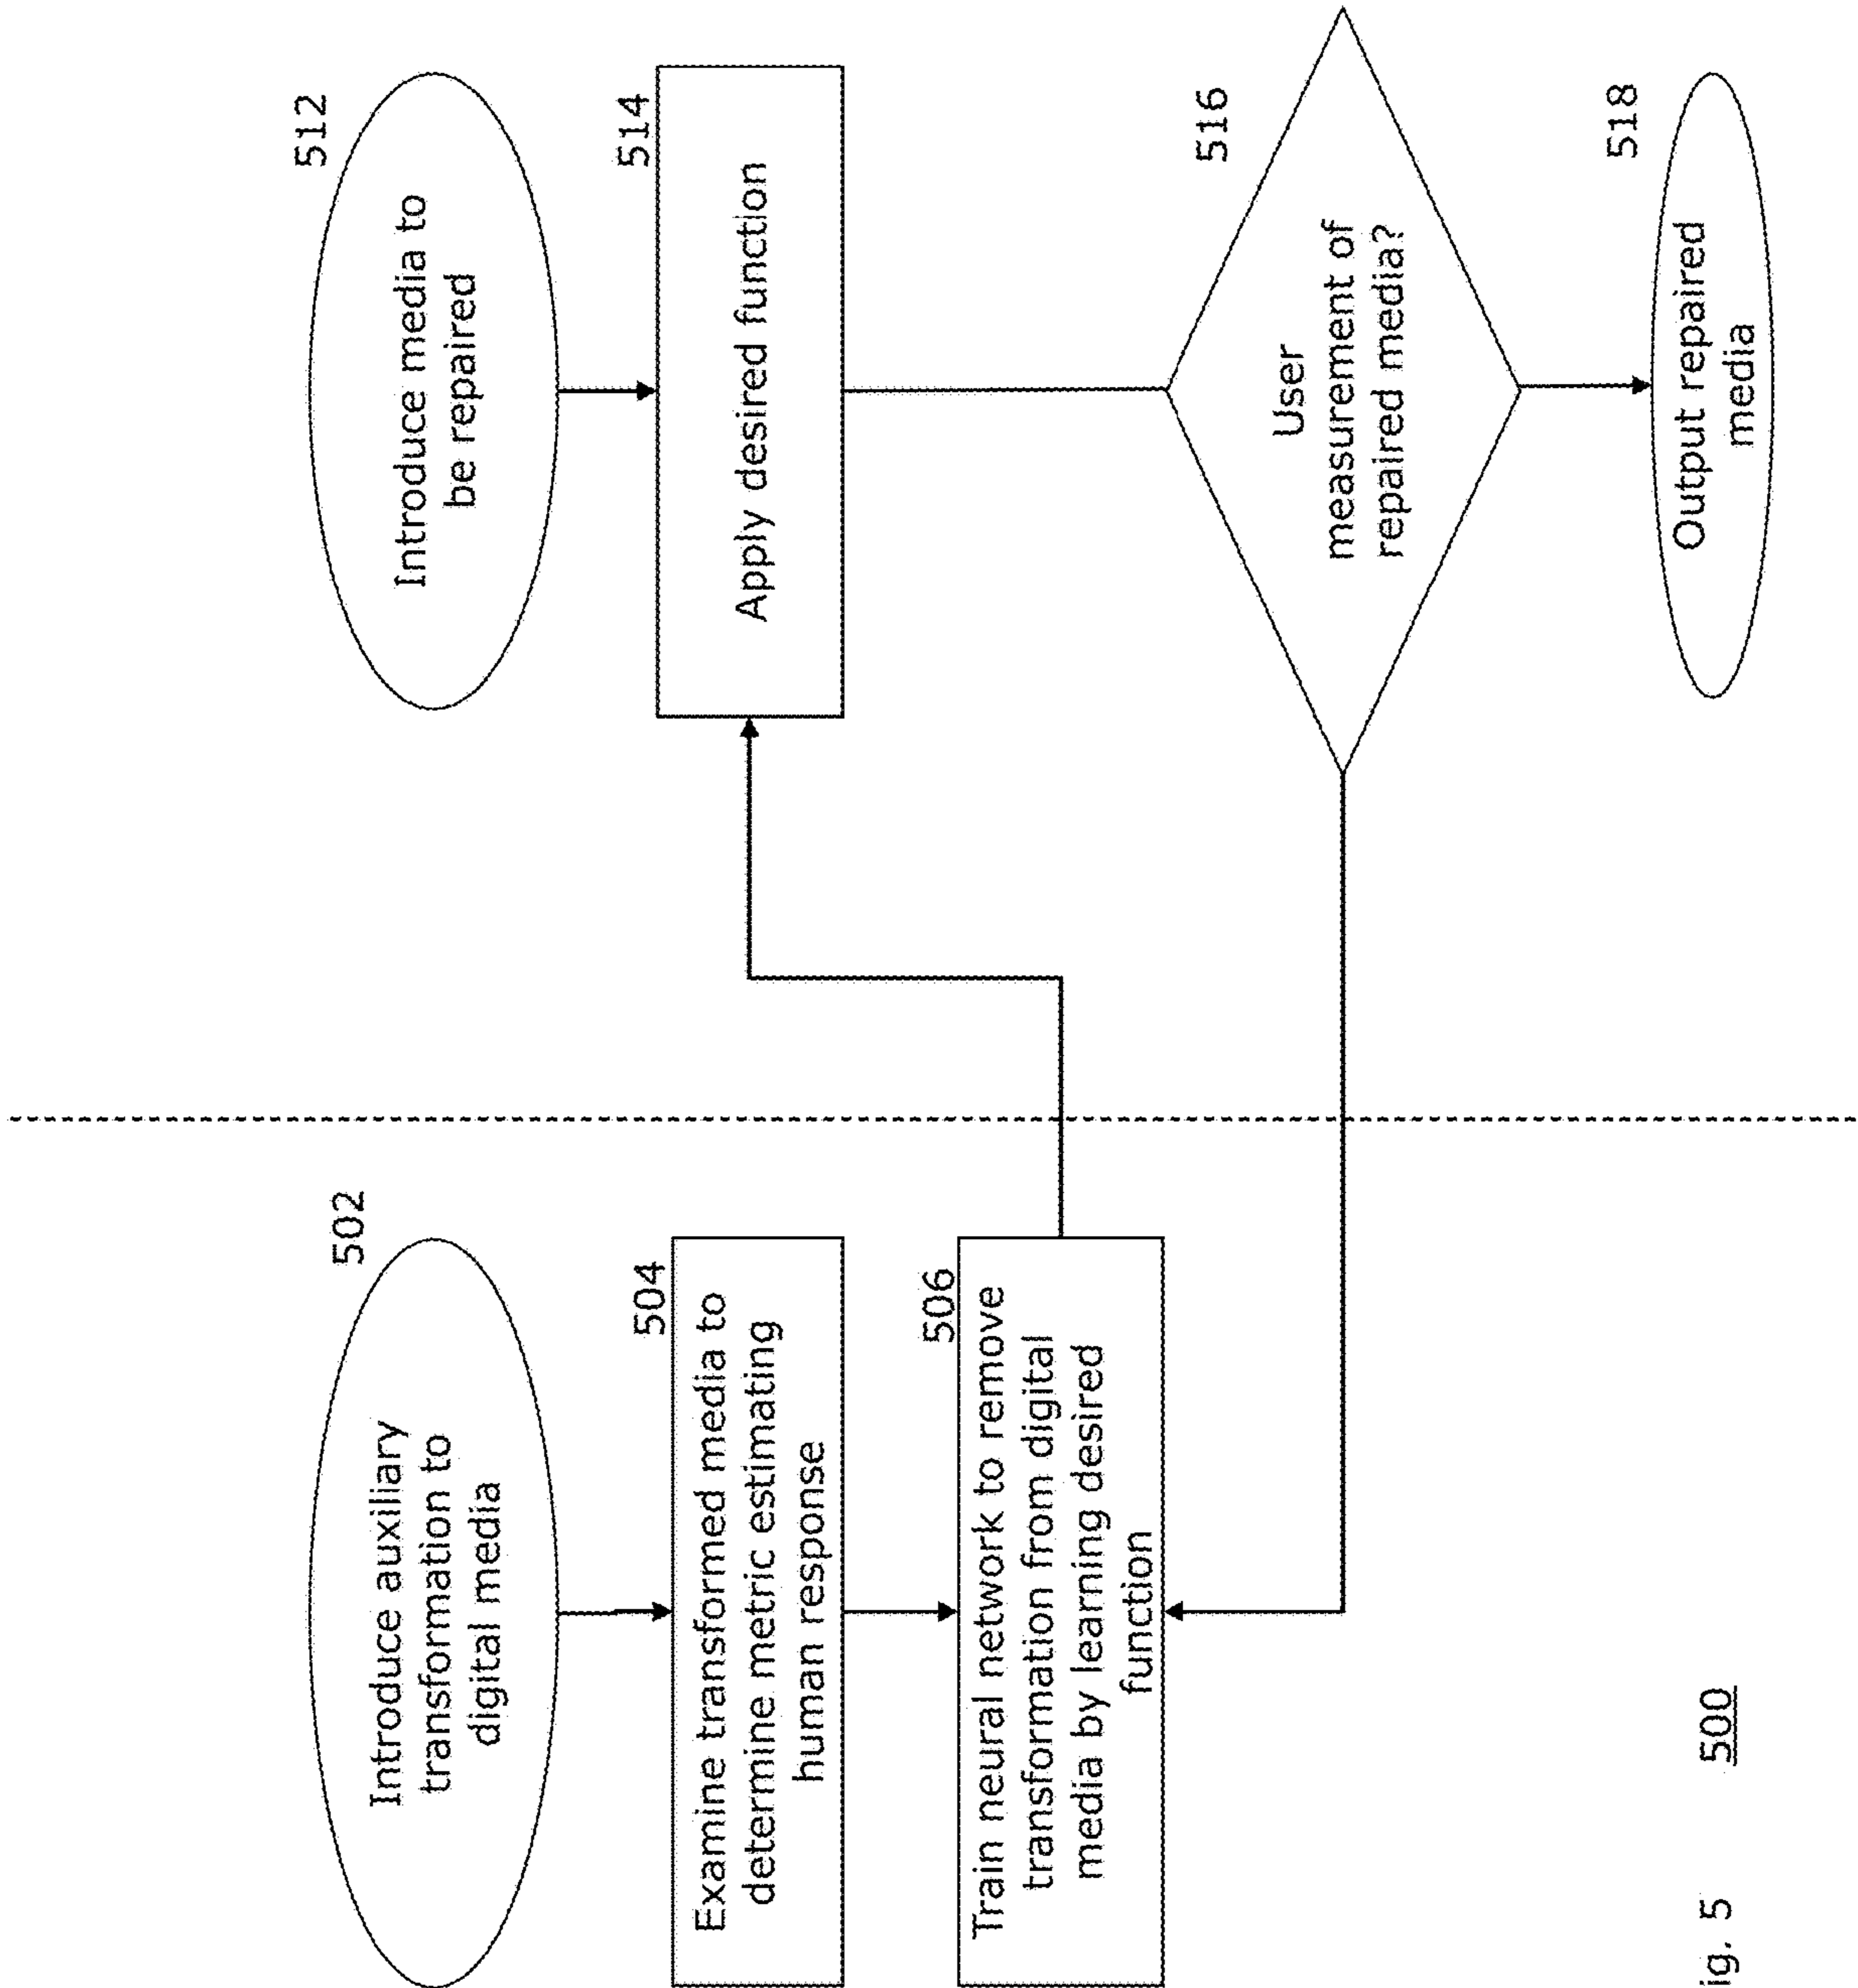 502
Introduce auxiliary
transformation to
digital media
504
Examine transformed media to
determine metric estimating
human response
506
Train neural network to remove
transformation from digital
media by learning desired
function
512
Introduce media to
be repaired
514
Apply desired function
516
User
measurement of
repaired media?
518
Output repaired
media
ig. 5 500